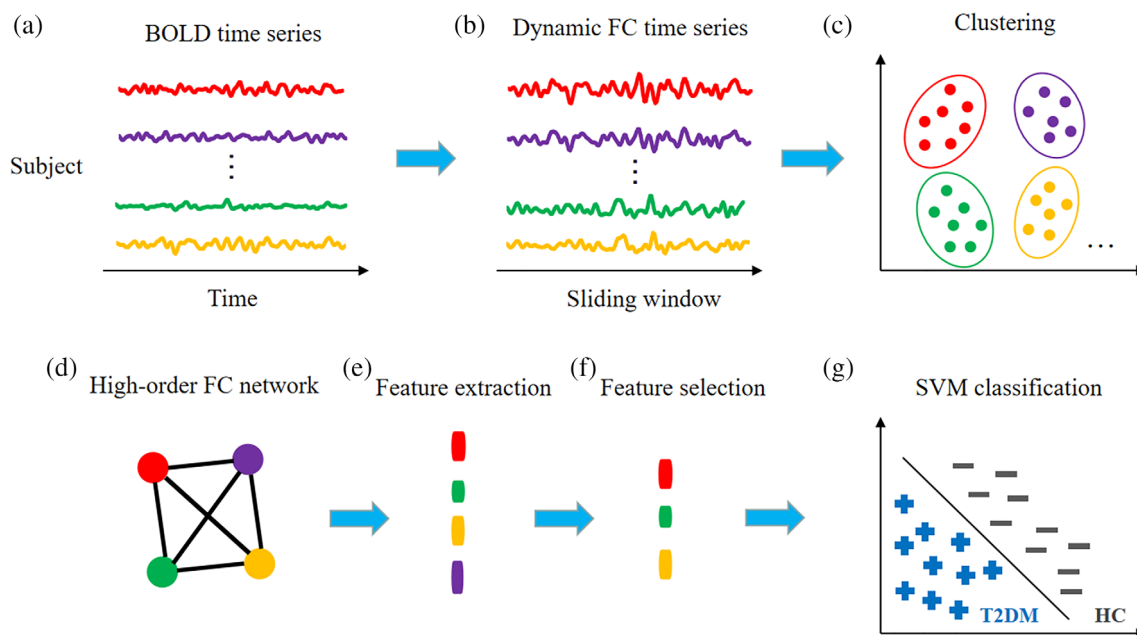 (a)
BOLD time series
(b)
Dynamic FC time series
(c)
Clustering
Subject
Time
Sliding window
...
(d)
High-order FC network
(e)
Feature extraction
(f)
Feature selection
(g)
SVM classification
T2DM
HC